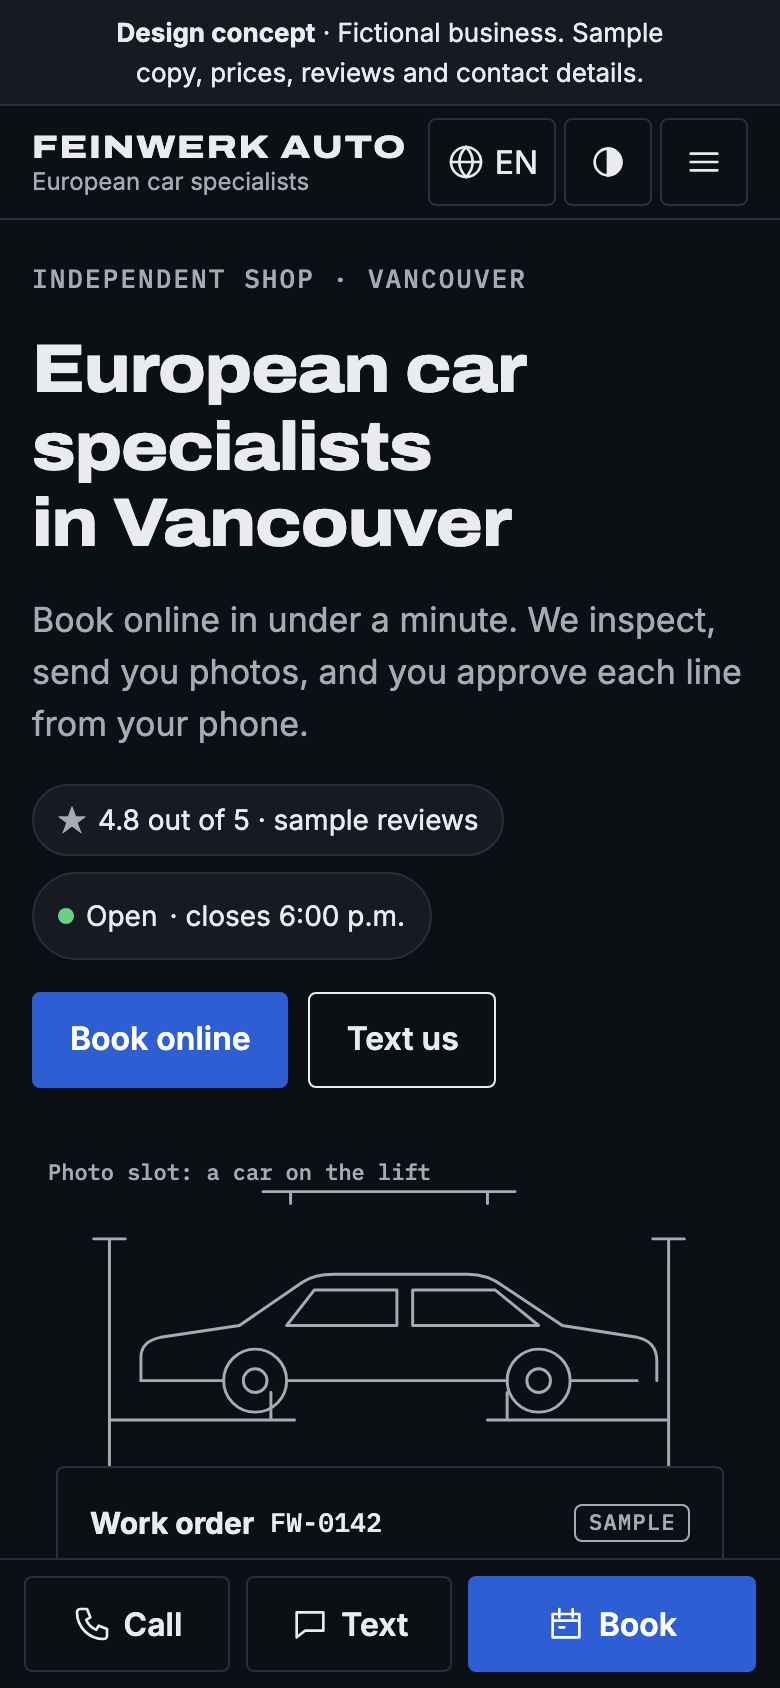 Design concept · Fictional business. Sample
copy, prices, reviews and contact details.
FEINWERK AUTO
European car specialists
EN
INDEPENDENT SHOP · VANCOUVER
European car
specialists
in Vancouver
Book online in under a minute. We inspect,
send you photos, and you approve each line
from your phone.
4.8 out of 5 · sample reviews
Open · closes 6:00 p.m.
Book online
Text us
Photo slot: a car on the lift
Work order FW-0142
SAMPLE
Call
Text
Book